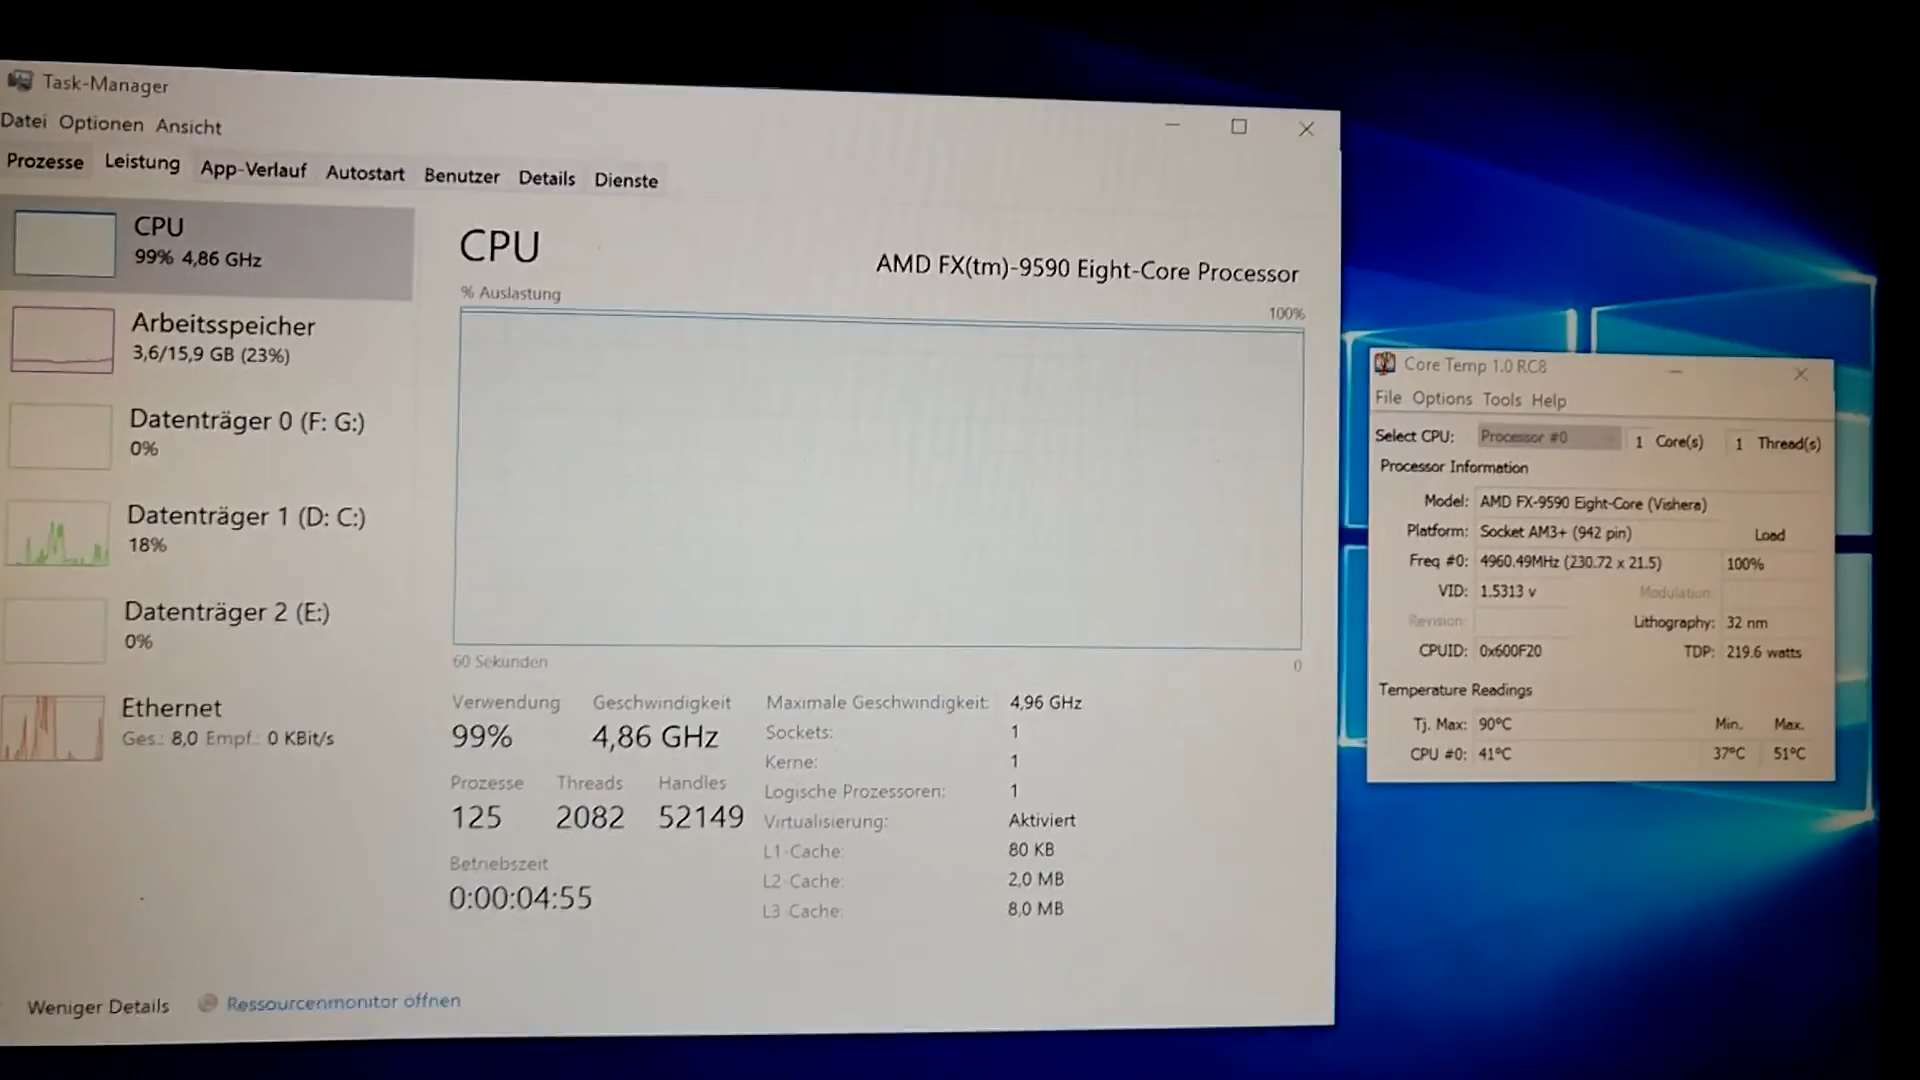 Task-Manager
Datei Optionen Ansicht
Prozesse Leistung App-Verlauf Autostart Benutzer Details Dienste
CPU
99% 4,86 GHz
Arbeitsspeicher
3,6/15,9 GB (23%)
Datenträger 0 (F: G:)
0%
Datenträger 1 (D: C:)
18%
Datenträger 2 (E:)
0%
Ethernet
Ges.: 8,0 Empf.: 0 KBit/s
CPU
AMD FX(tm)-9590 Eight-Core Processor
% Auslastung
100%
60 Sekunden
0
Verwendung Geschwindigkeit
99% 4,86 GHz
Prozesse Threads Handles
125 2082 52149
Betriebszeit
0:00:04:55
Maximale Geschwindigkeit: 4,96 GHz
Sockets: 1
Kerne: 1
Logische Prozessoren: 1
Virtualisierung: Aktiviert
L1-Cache: 80 KB
L2-Cache: 2,0 MB
L3-Cache: 8,0 MB
Weniger Details
Ressourcenmonitor öffnen
Core Temp 1.0 RC8
File Options Tools Help
Select CPU: Processor #0 1 Core(s) 1 Thread(s)
Processor Information
Model: AMD FX-9590 Eight-Core (Vishera)
Platform: Socket AM3+ (942 pin) Load
Freq #0: 4960.49MHz (230.72 x 21.5) 100%
VID: 1.5313 v Modulation:
Revision: Lithography: 32 nm
CPUID: 0x600F20 TDP: 219.6 watts
Temperature Readings
Tj. Max: 90°C Min. Max.
CPU #0: 41°C 37°C 51°C